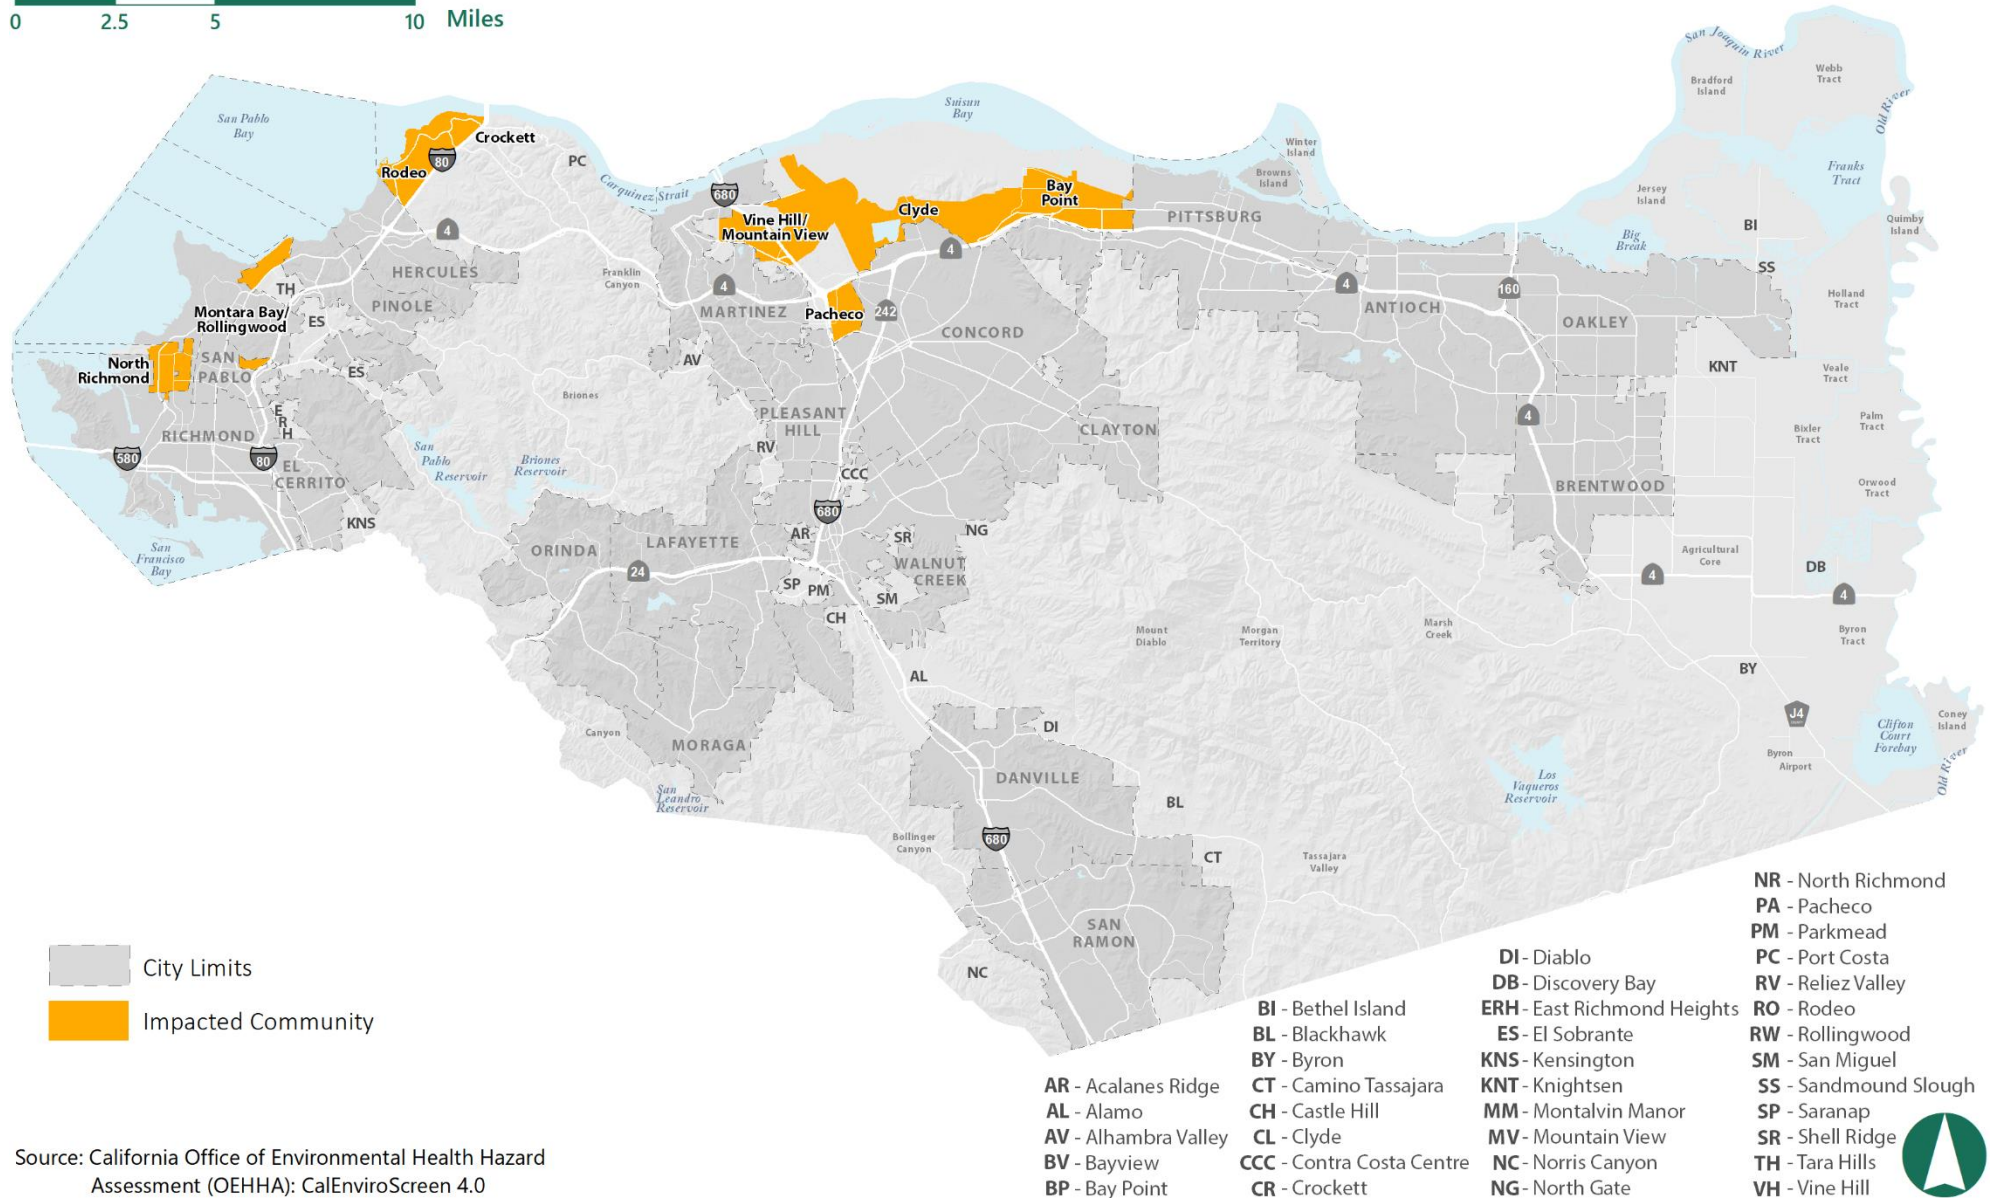 0 2.5 5 10 Miles
San Joaquin River
Webb
Tract
Bradford
Island
Old River
San Pablo
Bay
Suisun
Bay
Crockett
80
Rodeo
PC
Carquinez Strait
Winter
Island
Browns
Island
Franks
Tract
Jersey
Island
680
Vine Hill/
Mountain View
Clyde
Bay
Point
PITTSBURG
BI
Quimby
Island
Big
Break
4
4
SS
HERCULES
Franklin
Canyon
TH
PINOLE
4
MARTINEZ
4
160
Holland
Tract
Montara Bay/
Rollingwood
ES
Pacheco
242
ANTIOCH
OAKLEY
CONCORD
North
Richmond
SAN
PABLO
ES
AV
KNT
Veale
Tract
Briones
E
R
H
PLEASANT
HILL
CLAYTON
4
Palm
Tract
Bixler
Tract
RICHMOND
580
80
EL
CERRITO
San
Pablo
Reservoir
Briones
Reservoir
RV
CCC
BRENTWOOD
Orwood
Tract
KNS
680
AR
SR
NG
San
Francisco
Bay
ORINDA
LAFAYETTE
WALNUT
CREEK
Agricultural
Core
24
SP
PM
SM
4
DB
4
CH
Mount
Diablo
Morgan
Territory
Marsh
Creek
Byron
Tract
AL
BY
Canyon
MORAGA
DI
J4
Clifton
Court
Forebay
Coney
Island
Byron
Airport
Old River
DANVILLE
San
Leandro
Reservoir
BL
Los
Vaqueros
Reservoir
Bollinger
Canyon
680
CT
Tassajara
Valley
SAN
RAMON
NC
City Limits
Impacted Community
AR - Acalanes Ridge
AL - Alamo
AV - Alhambra Valley
BV - Bayview
BP - Bay Point
BI - Bethel Island
BL - Blackhawk
BY - Byron
CT - Camino Tassajara
CH - Castle Hill
CL - Clyde
CCC - Contra Costa Centre
CR - Crockett
DI - Diablo
DB - Discovery Bay
ERH - East Richmond Heights
ES - El Sobrante
KNS - Kensington
KNT - Knightsen
MM - Montalvin Manor
MV - Mountain View
NC - Norris Canyon
NG - North Gate
NR - North Richmond
PA - Pacheco
PM - Parkmead
PC - Port Costa
RV - Reliez Valley
RO - Rodeo
RW - Rollingwood
SM - San Miguel
SS - Sandmound Slough
SP - Saranap
SR - Shell Ridge
TH - Tara Hills
VH - Vine Hill
Source: California Office of Environmental Health Hazard
Assessment (OEHHA): CalEnviroScreen 4.0